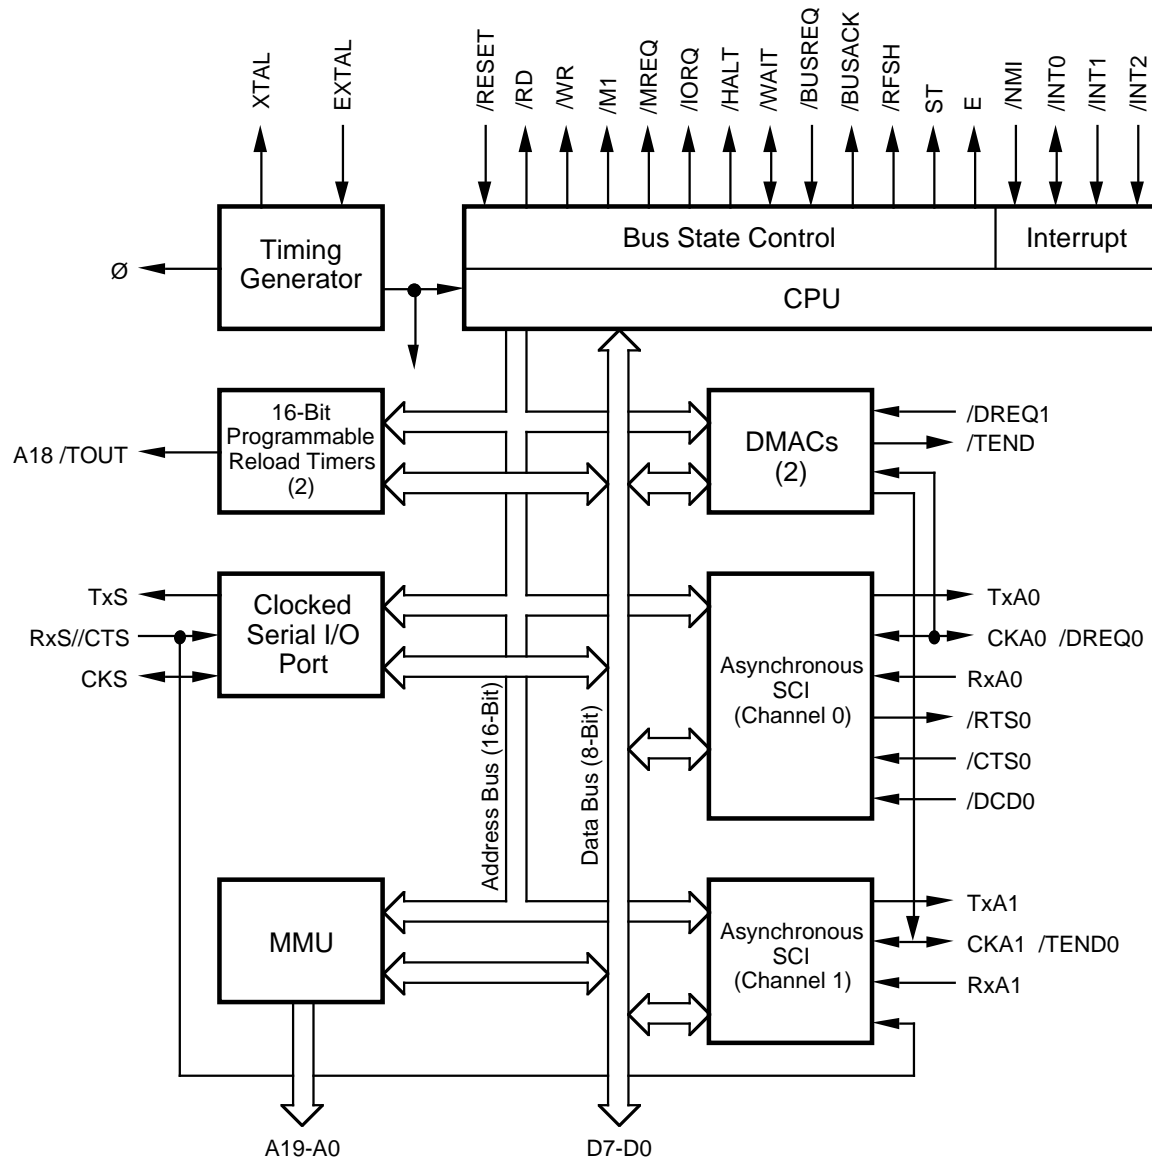 XTAL
EXTAL
/RESET
/RD
/WR
/M1
/MREQ
/IORQ
/HALT
/WAIT
/BUSREQ
/BUSACK
/RFSH
ST
E
/NMI
/INT0
/INT1
/INT2
Ø
Timing
Generator
Bus State Control
Interrupt
CPU
A18 /TOUT
16-Bit
Programmable
Reload Timers
(2)
DMACs
(2)
/DREQ1
/TEND
TxS
RxS//CTS
CKS
Clocked
Serial I/O
Port
Address Bus (16-Bit)
Data Bus (8-Bit)
Asynchronous
SCI
(Channel 0)
TxA0
CKA0 /DREQ0
RxA0
/RTS0
/CTS0
/DCD0
MMU
Asynchronous
SCI
(Channel 1)
TxA1
CKA1 /TEND0
RxA1
A19-A0
D7-D0